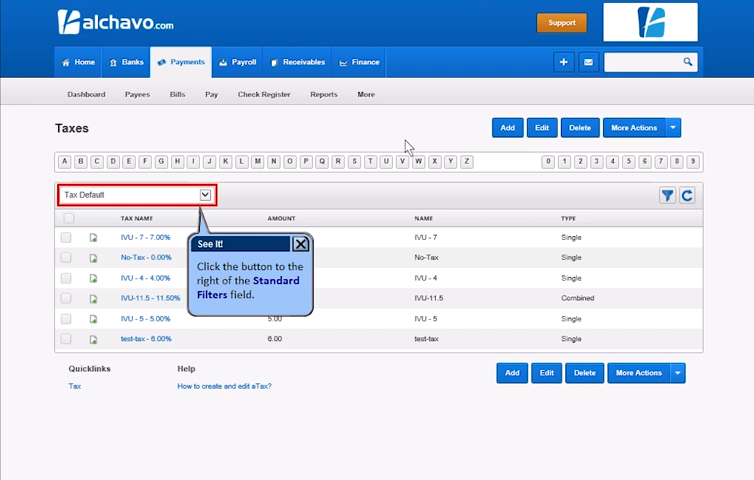 alchavo.com
Support
Home Banks Payments Payroll Receivables Finance
Dashboard Payees Bills Pay Check Register Reports More
Taxes
Add Edit Delete More Actions
A B C D E F G H I J K L M N O P Q R S T U V W X Y Z 0 1 2 3 4 5 6 7 8 9
Tax Default
TAX NAME AMOUNT NAME TYPE
IVU - 7 - 7.00% IVU - 7 Single
No-Tax - 0.00% No-Tax Single
IVU - 4 - 4.00% IVU - 4 Single
IVU-11.5 - 11.50% IVU-11.5 Combined
IVU - 5 - 5.00% 5.00 IVU - 5 Single
test-tax - 6.00% 6.00 test-tax Single
See It!
Click the button to the
right of the Standard
Filters field.
Quicklinks Help
Tax How to create and edit aTax?
Add Edit Delete More Actions